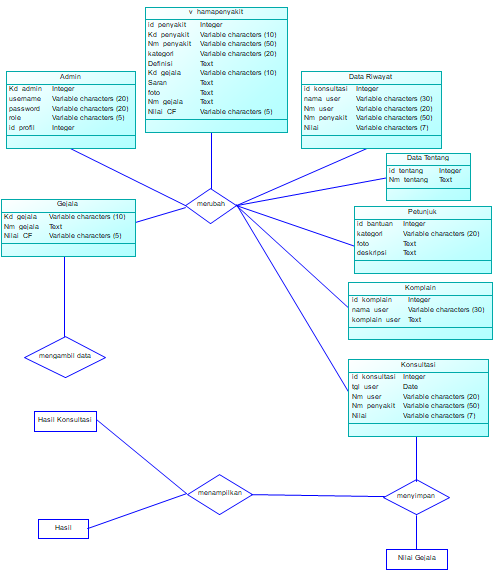 v_hamapenyakit
id_penyakit Integer
Kd_penyakit Variable characters (10)
Nm_penyakit Variable characters (50)
kategori Variable characters (20)
Definisi Text
Kd_gejala Variable characters (10)
Saran Text
foto Text
Nm_gejala Text
Nilai_CF Variable characters (5)
Admin
Kd_admin Integer
username Variable characters (20)
password Variable characters (20)
role Variable characters (5)
id_profil Integer
Data Riwayat
id_konsultasi Integer
nama_user Variable characters (30)
Nm_user Variable characters (20)
Nm_penyakit Variable characters (50)
Nilai Variable characters (7)
Data Tentang
id_tentang Integer
Nm_tentang Text
merubah
Gejala
Kd_gejala Variable characters (10)
Nm_gejala Text
Nilai_CF Variable characters (5)
Petunjuk
id_bantuan Integer
kategori Variable characters (20)
foto Text
deskripsi Text
Komplain
id_komplain Integer
nama_user Variable characters (30)
komplain_user Text
mengambil data
Konsultasi
id_konsultasi Integer
tgl_user Date
Nm_user Variable characters (20)
Nm_penyakit Variable characters (50)
Nilai Variable characters (7)
Hasil Konsultasi
menampilkan
menyimpan
Hasil
Nilai Gejala